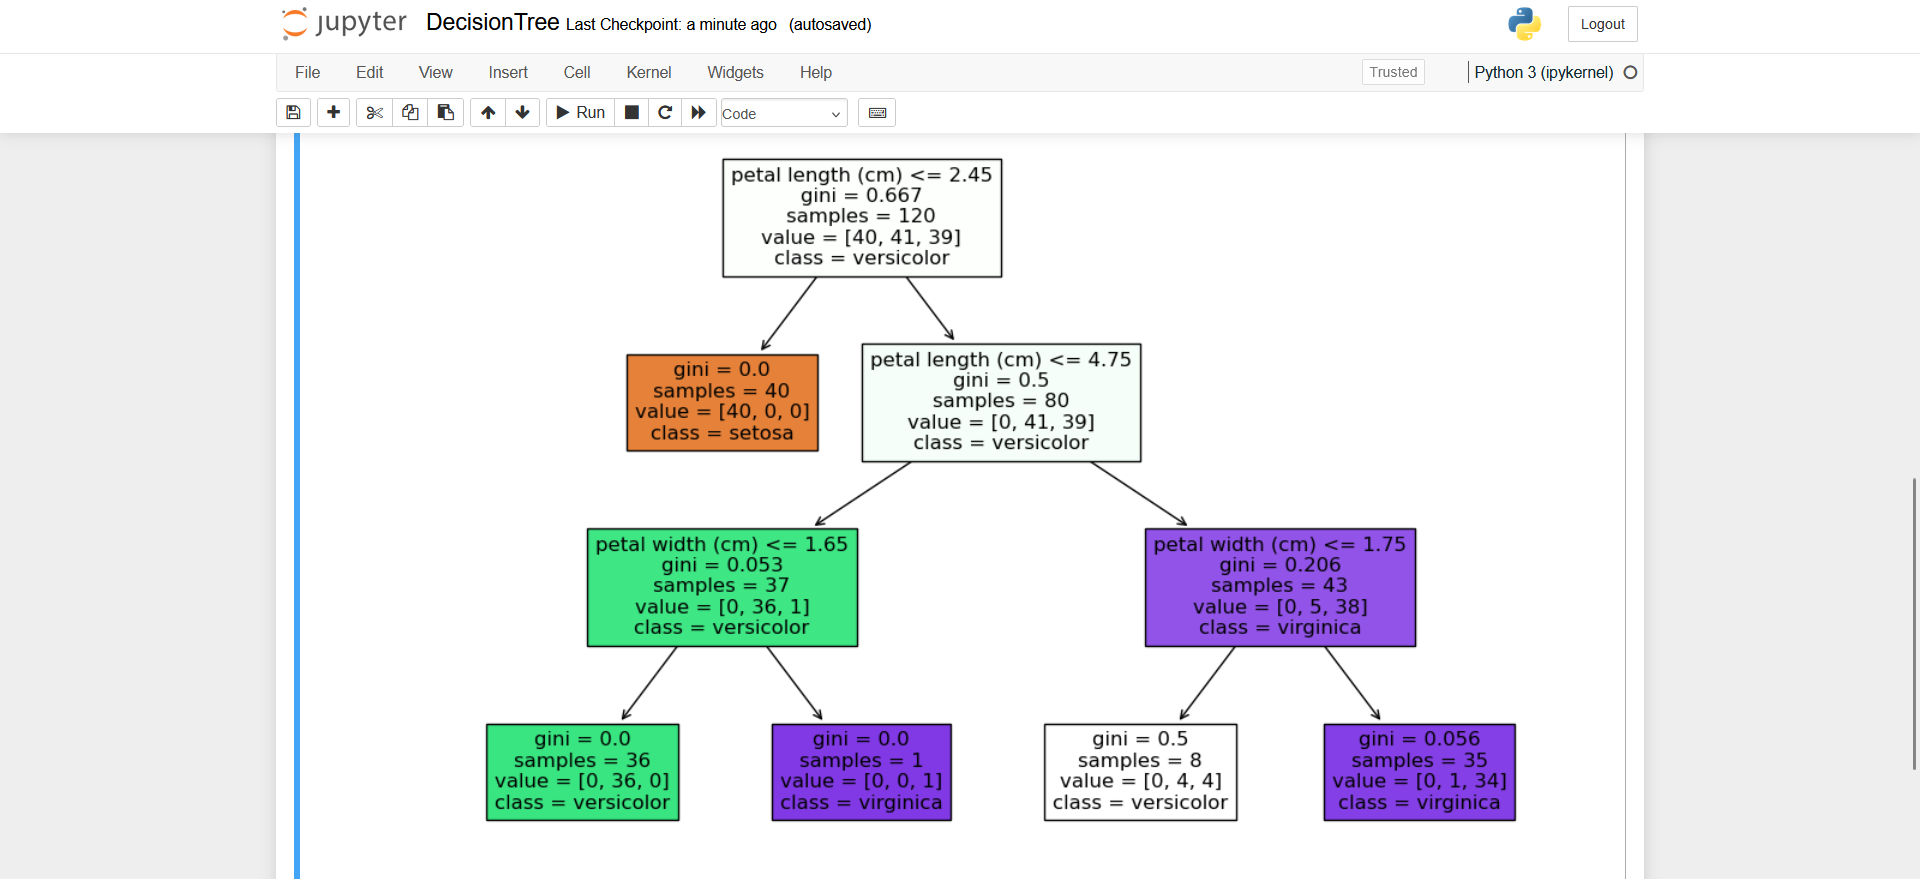 jupyter DecisionTree Last Checkpoint: a minute ago (autosaved) Logout
File Edit View Insert Cell Kernel Widgets Help Trusted Python 3 (ipykernel)
Run Code
petal length (cm) <= 2.45
gini = 0.667
samples = 120
value = [40, 41, 39]
class = versicolor
gini = 0.0
samples = 40
value = [40, 0, 0]
class = setosa
petal length (cm) <= 4.75
gini = 0.5
samples = 80
value = [0, 41, 39]
class = versicolor
petal width (cm) <= 1.65
gini = 0.053
samples = 37
value = [0, 36, 1]
class = versicolor
petal width (cm) <= 1.75
gini = 0.206
samples = 43
value = [0, 5, 38]
class = virginica
gini = 0.0
samples = 36
value = [0, 36, 0]
class = versicolor
gini = 0.0
samples = 1
value = [0, 0, 1]
class = virginica
gini = 0.5
samples = 8
value = [0, 4, 4]
class = versicolor
gini = 0.056
samples = 35
value = [0, 1, 34]
class = virginica